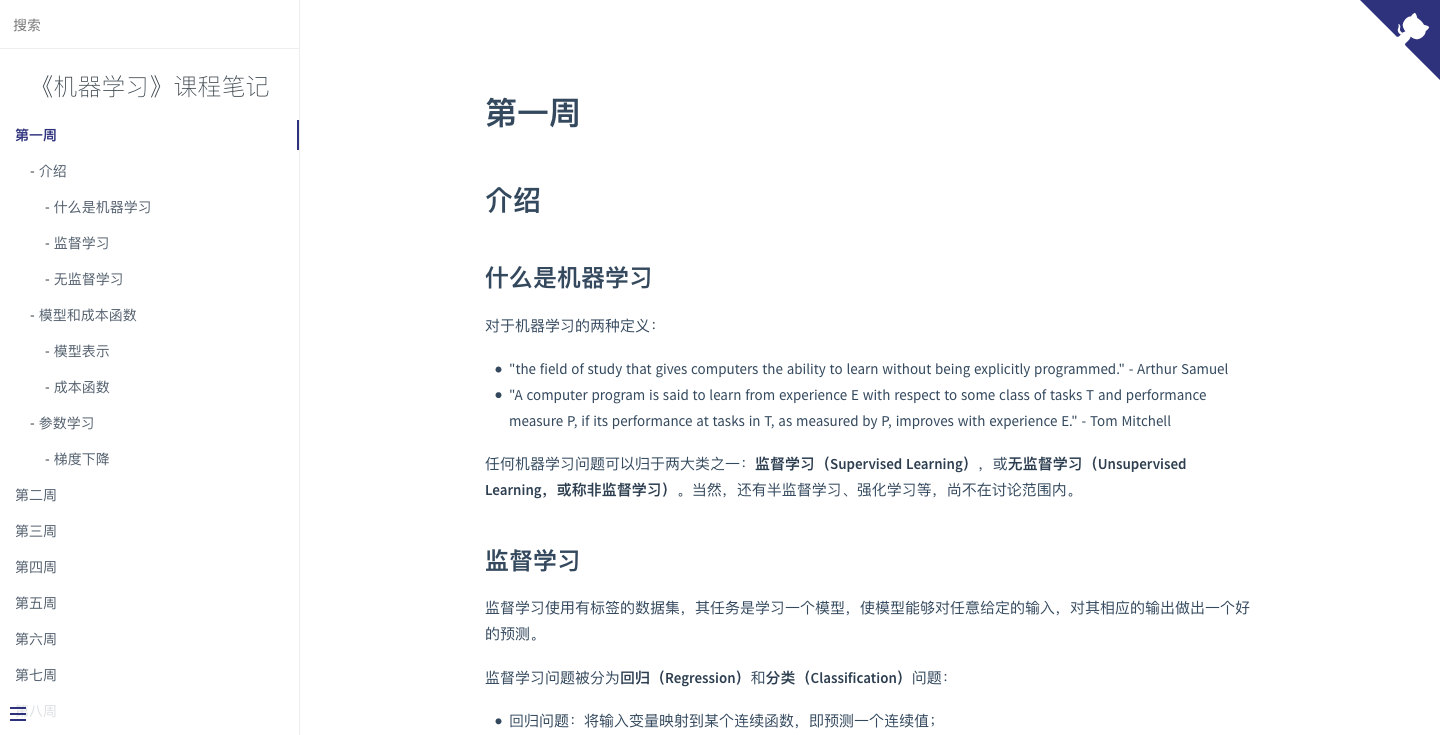 搜索
《机器学习》课程笔记
第一周
- 介绍
- 什么是机器学习
- 监督学习
- 无监督学习
- 模型和成本函数
- 模型表示
- 成本函数
- 参数学习
- 梯度下降
第二周
第三周
第四周
第五周
第六周
第七周
八周
第一周
介绍
什么是机器学习
对于机器学习的两种定义：
• "the field of study that gives computers the ability to learn without being explicitly programmed." - Arthur Samuel
• "A computer program is said to learn from experience E with respect to some class of tasks T and performance
measure P, if its performance at tasks in T, as measured by P, improves with experience E." - Tom Mitchell
任何机器学习问题可以归于两大类之一：监督学习（Supervised Learning），或无监督学习（Unsupervised
Learning，或称非监督学习）。当然，还有半监督学习、强化学习等，尚不在讨论范围内。
监督学习
监督学习使用有标签的数据集，其任务是学习一个模型，使模型能够对任意给定的输入，对其相应的输出做出一个好
的预测。
监督学习问题被分为回归（Regression）和分类（Classification）问题：
• 回归问题：将输入变量映射到某个连续函数，即预测一个连续值；